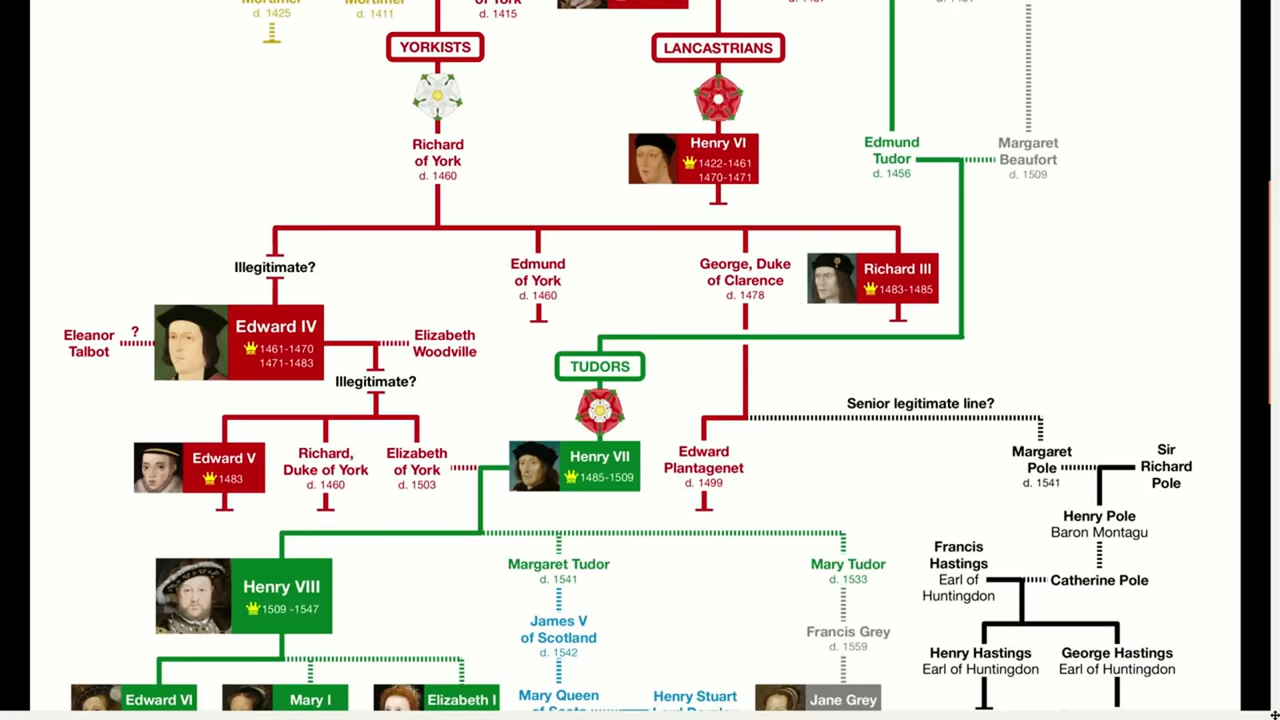 Mortimer
d. 1425
Mortimer
d. 1411
of York
d. 1415
YORKISTS
LANCASTRIANS
Richard
of York
d. 1460
Henry VI
1422-1461
1470-1471
Edmund
Tudor
d. 1456
Margaret
Beaufort
d. 1509
Illegitimate?
Edmund
of York
d. 1460
George, Duke
of Clarence
d. 1478
Richard III
1483-1485
Eleanor
Talbot
?
Edward IV
1461-1470
1471-1483
Elizabeth
Woodville
Illegitimate?
TUDORS
Senior legitimate line?
Edward V
1483
Richard,
Duke of York
d. 1460
Elizabeth
of York
d. 1503
Henry VII
1485-1509
Edward
Plantagenet
d. 1499
Margaret
Pole
d. 1541
Sir
Richard
Pole
Henry Pole
Baron Montagu
Francis
Hastings
Earl of
Huntingdon
Catherine Pole
Henry VIII
1509 -1547
Margaret Tudor
d. 1541
Mary Tudor
d. 1533
James V
of Scotland
d. 1542
Francis Grey
d. 1559
Henry Hastings
Earl of Huntingdon
George Hastings
Earl of Huntingdon
Edward VI
Mary I
Elizabeth I
Mary Queen
Henry Stuart
Jane Grey